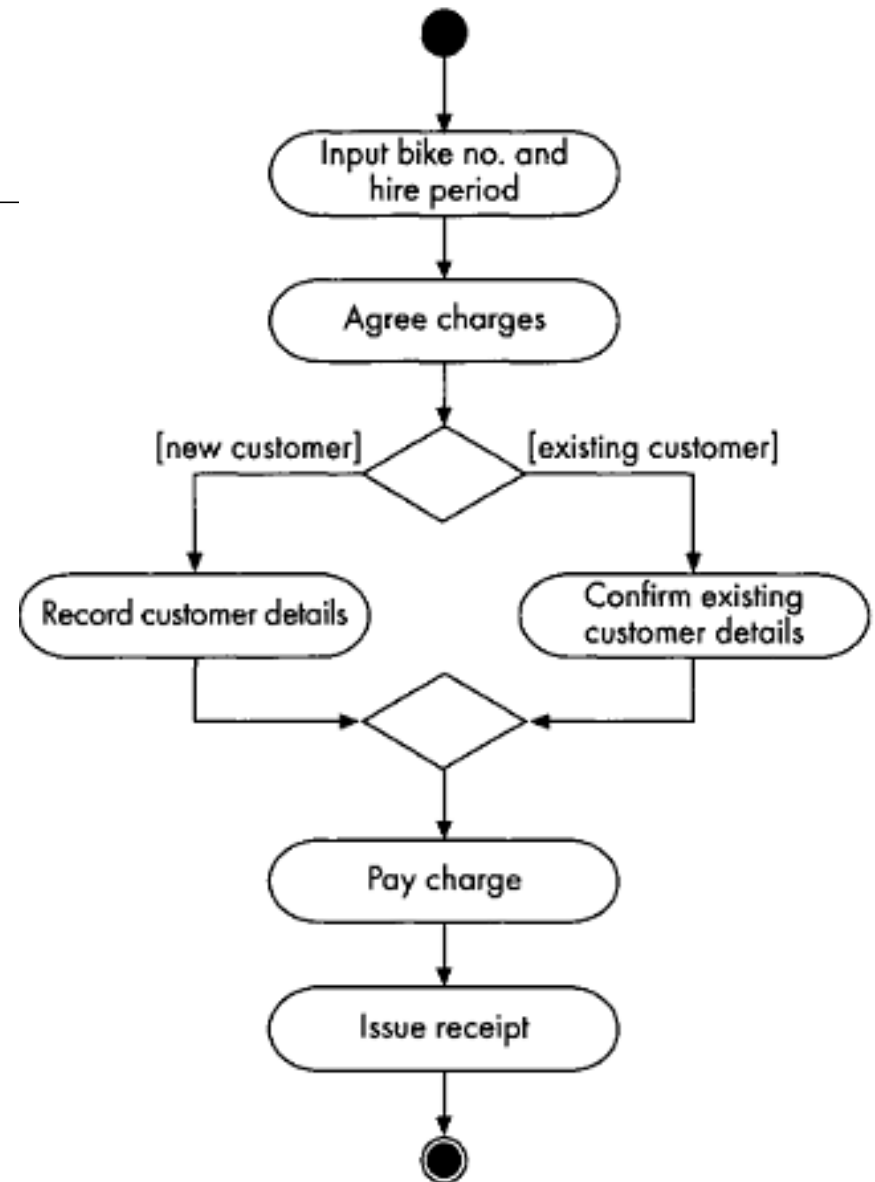 Input bike no. and
hire period
Agree charges
[new customer]
[existing customer]
Record customer details
Confirm existing
customer details
Pay charge
Issue receipt